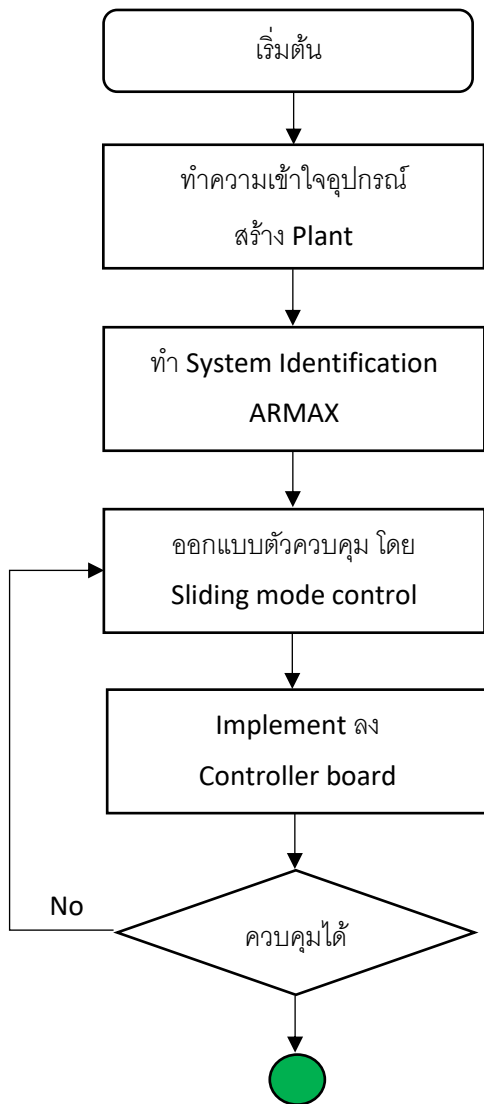 เริ่มต้น
ทำความเข้าใจอุปกรณ์
สร้าง Plant
ทำ System Identification
ARMAX
ออกแบบตัวควบคุม โดย
Sliding mode control
Implement ลง
Controller board
No
ควบคุมได้